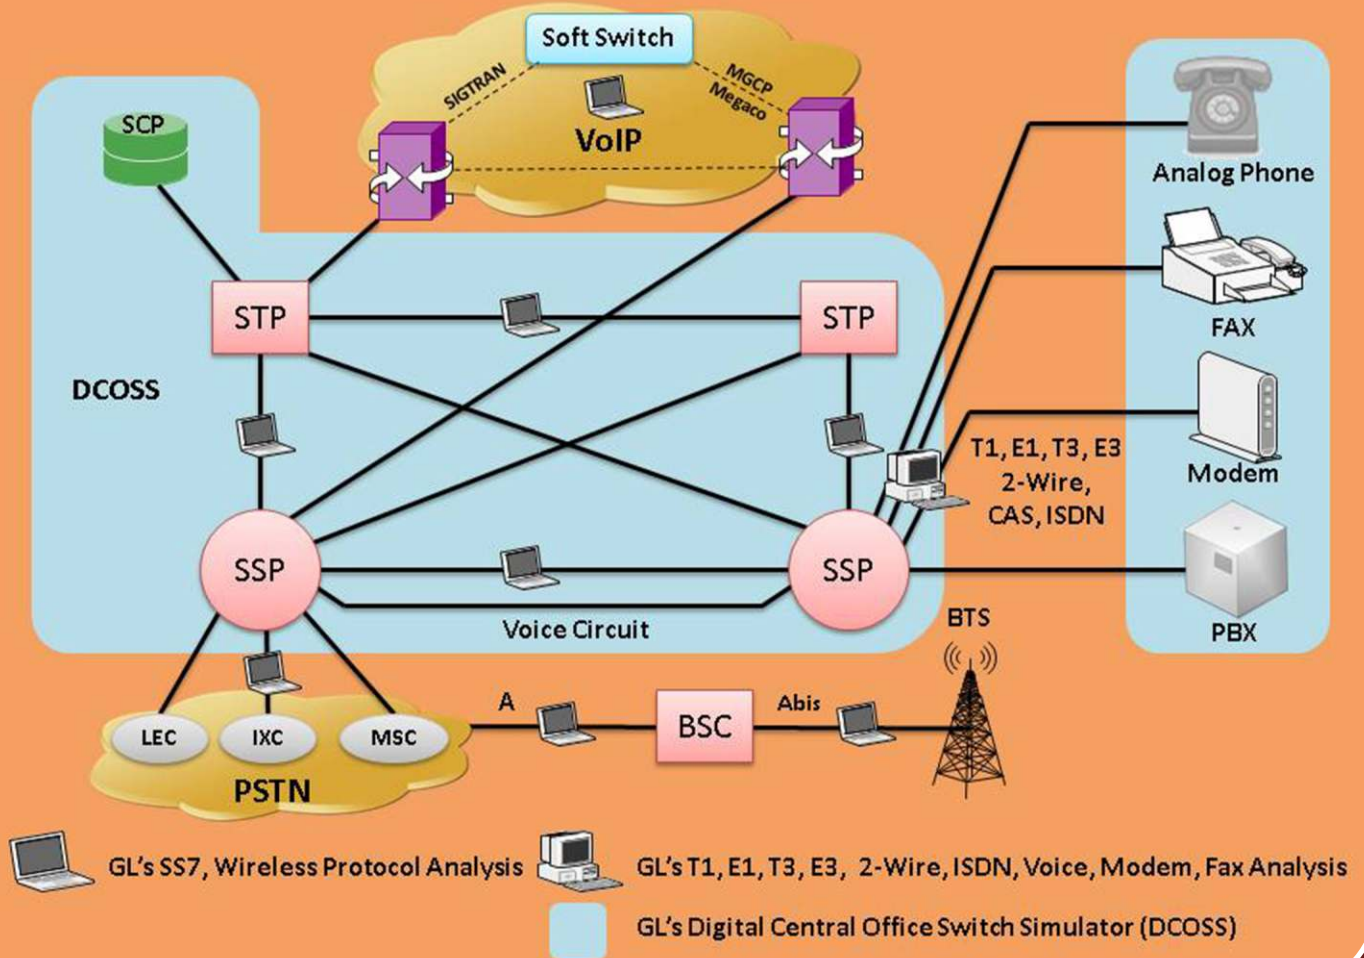 Soft Switch
SIGTRAN
MGCP
Megaco
VoIP
SCP
Analog Phone
STP
STP
FAX
DCOSS
T1, E1, T3, E3
2-Wire,
CAS, ISDN
Modem
SSP
SSP
Voice Circuit
BTS
PBX
A
Abis
BSC
LEC
IXC
MSC
PSTN
GL's SS7, Wireless Protocol Analysis
GL's T1, E1, T3, E3, 2-Wire, ISDN, Voice, Modem, Fax Analysis
GL's Digital Central Office Switch Simulator (DCOSS)